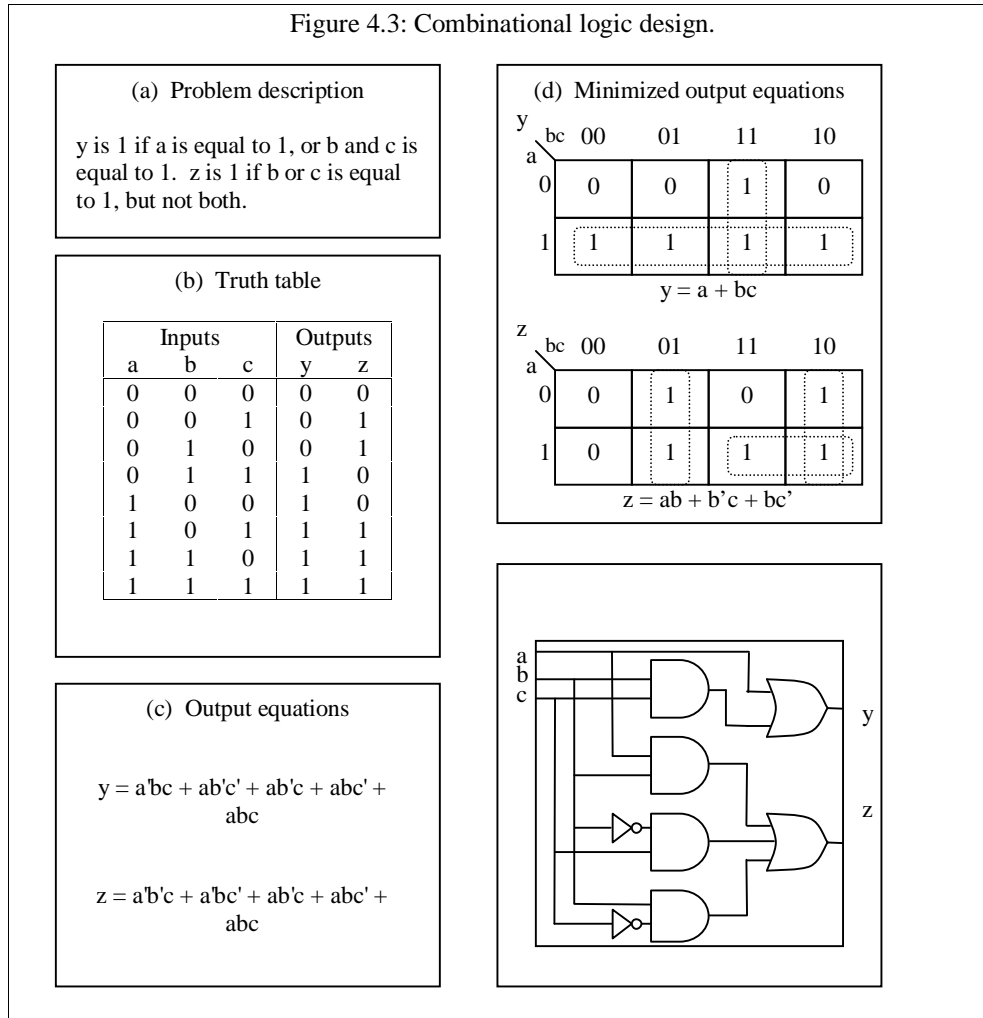 Figure 4.3: Combinational logic design.
(a) Problem description
y is 1 if a is equal to 1, or b and c is
equal to 1. z is 1 if b or c is equal
to 1, but not both.
(b) Truth table
Inputs Outputs
a b c y z
0 0 0 0 0
0 0 1 0 1
0 1 0 0 1
0 1 1 1 0
1 0 0 1 0
1 0 1 1 1
1 1 0 1 1
1 1 1 1 1
(c) Output equations
y = a'bc + ab'c' + ab'c + abc' +
abc
z = a'b'c + a'bc' + ab'c + abc' +
abc
(d) Minimized output equations
y
bc 00 01 11 10
a
0 0 0 1 0
1 1 1 1 1
y = a + bc
z
bc 00 01 11 10
a
0 0 1 0 1
1 0 1 1 1
z = ab + b’c + bc’
a
b
c
y
z